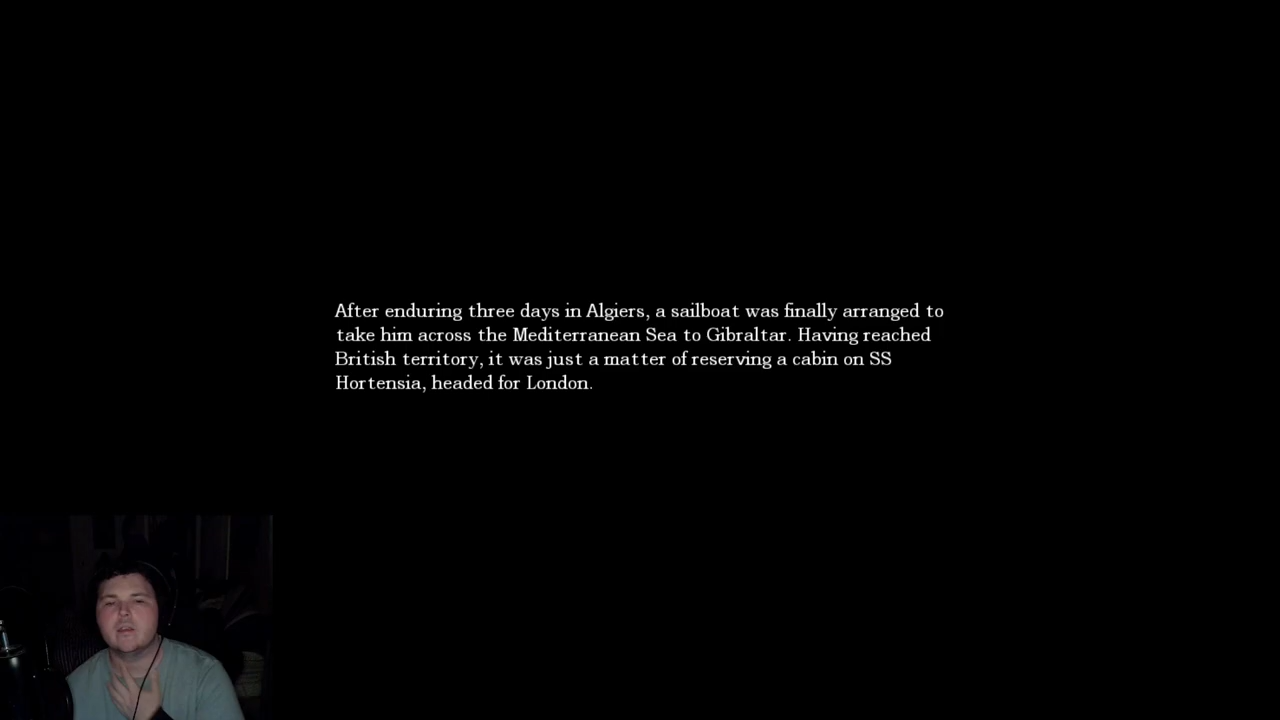 After enduring three days in Algiers, a sailboat was finally arranged to
take him across the Mediterranean Sea to Gibraltar. Having reached
British territory, it was just a matter of reserving a cabin on SS
Hortensia, headed for London.